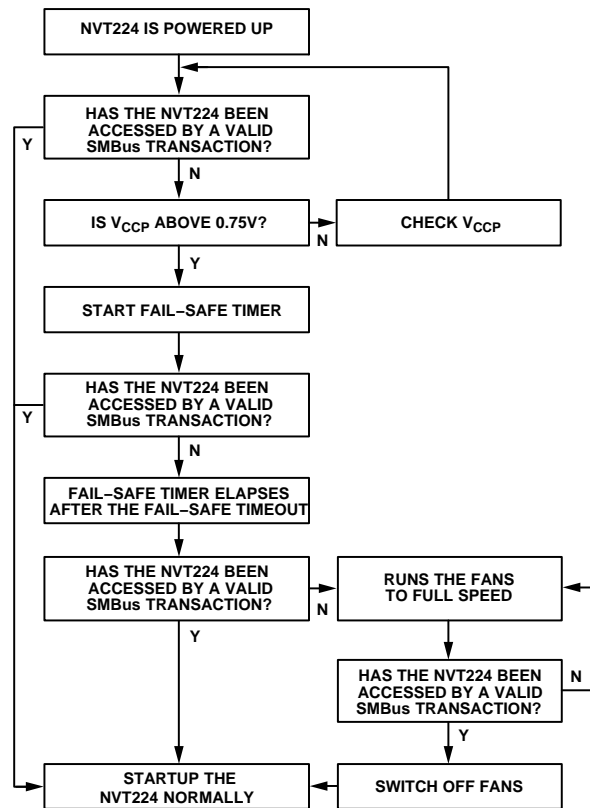 NVT224 IS POWERED UP
HAS THE NVT224 BEEN
ACCESSED BY A VALID
SMBus TRANSACTION?
Y
N
IS VCCP ABOVE 0.75V?
N
CHECK VCCP
Y
START FAIL–SAFE TIMER
HAS THE NVT224 BEEN
ACCESSED BY A VALID
SMBus TRANSACTION?
Y
N
FAIL–SAFE TIMER ELAPSES
AFTER THE FAIL–SAFE TIMEOUT
HAS THE NVT224 BEEN
ACCESSED BY A VALID
SMBus TRANSACTION?
N
RUNS THE FANS
TO FULL SPEED
Y
HAS THE NVT224 BEEN
ACCESSED BY A VALID
SMBus TRANSACTION?
N
Y
STARTUP THE
NVT224 NORMALLY
SWITCH OFF FANS